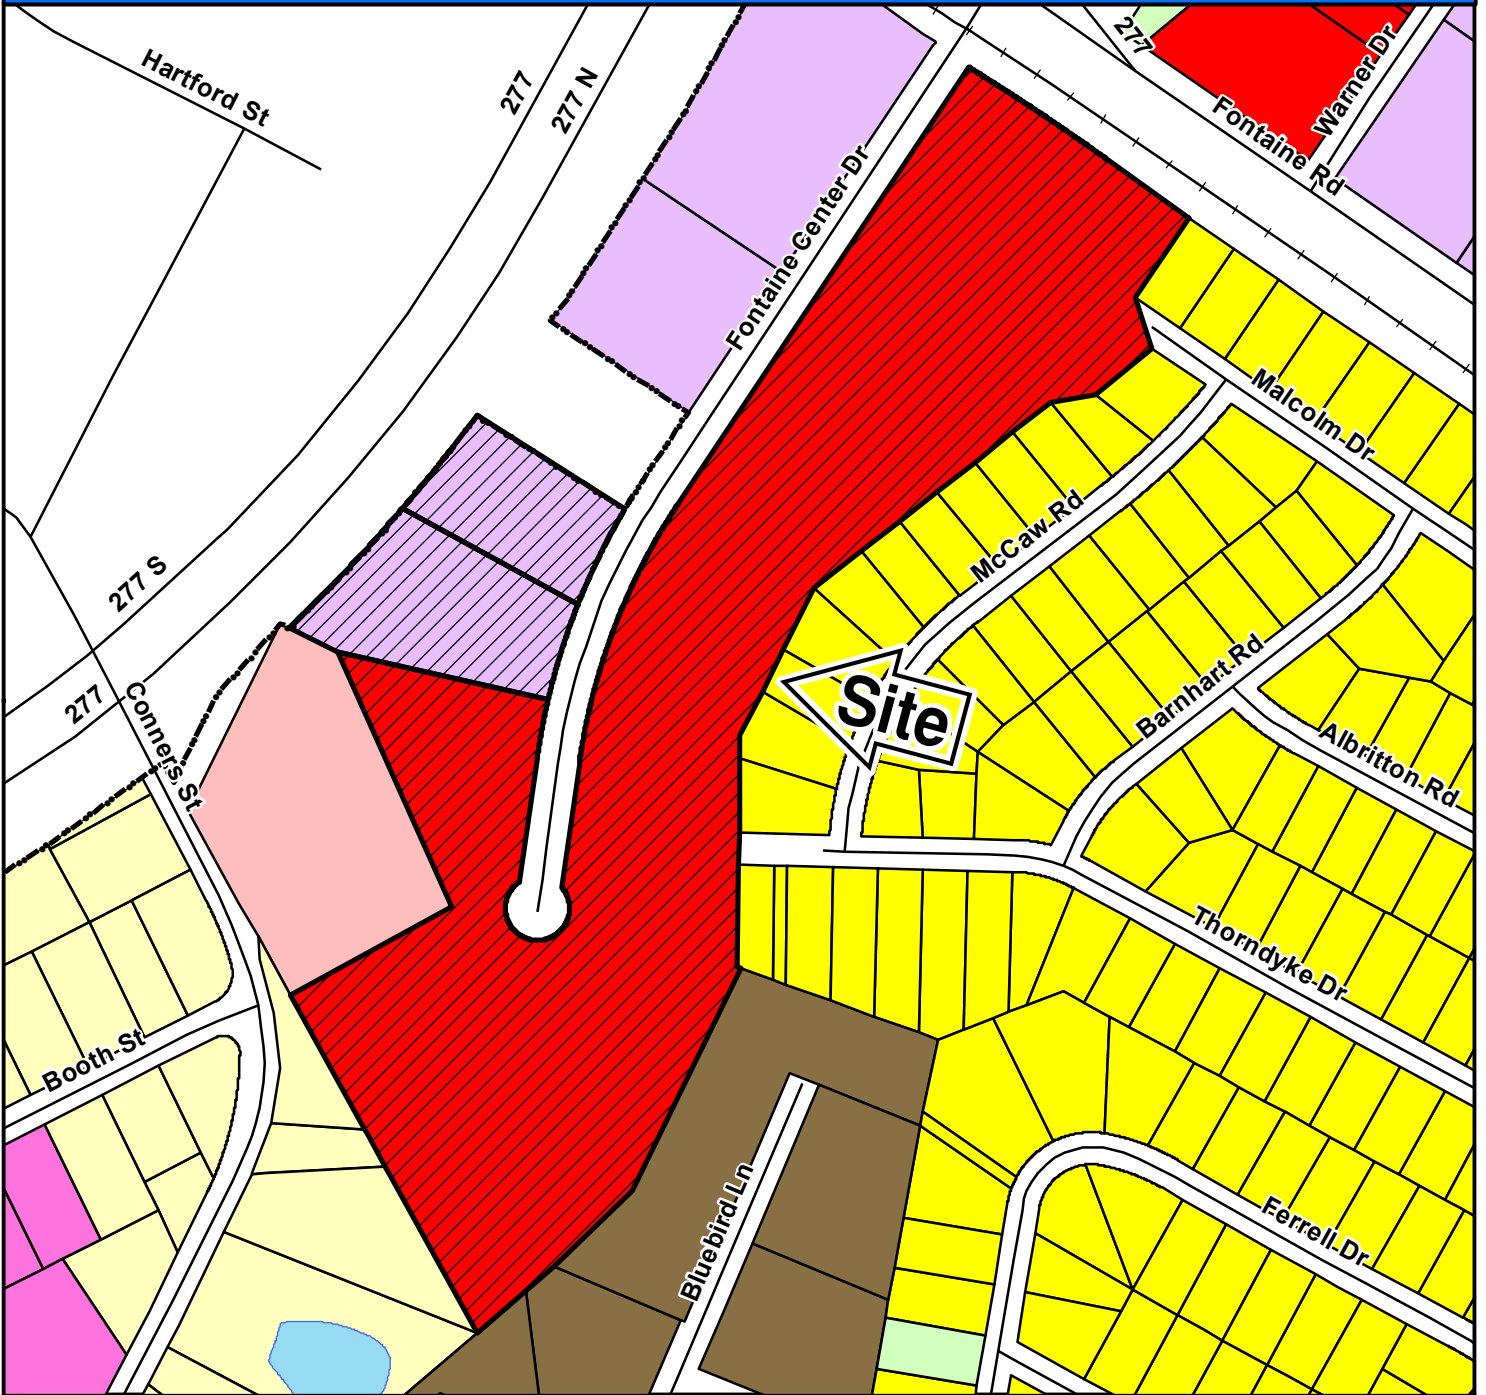 277
Hartford St
277
277 N
Warner Dr
Fontaine Rd
Fontaine Center Dr
Malcolm Dr
McCaw Rd
277 S
Barnhart Rd
277
Conners St
Site
Albritton Rd
Thorndyke Dr
Booth St
Bluebird Ln
Ferrell Dr